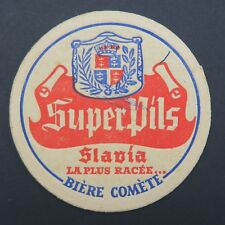 SuperPils
Slavia
LA PLUS RACÉE...
BIÈRE COMÈTE